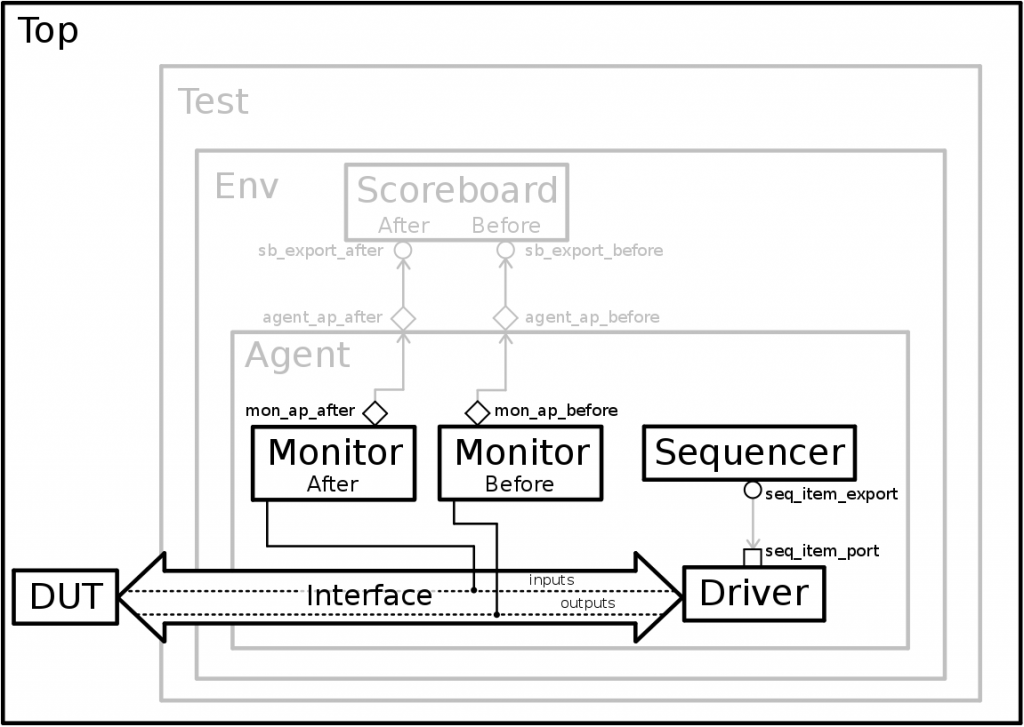 Top
Test
Env
Scoreboard
After Before
sb_export_after sb_export_before
agent_ap_after agent_ap_before
Agent
mon_ap_after mon_ap_before
Monitor Monitor Sequencer
After Before
seq_item_export
seq_item_port
inputs
DUT Interface outputs Driver